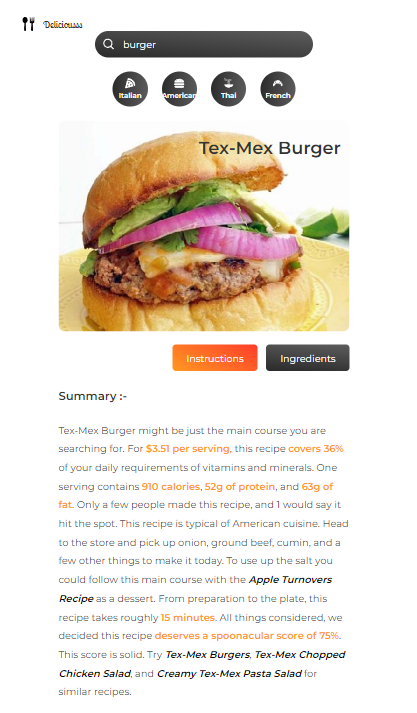 Deliciousss
burger
Italian
American
Thai
French
Tex-Mex Burger
Instructions
Ingredients
Summary :-
Tex-Mex Burger might be just the main course you are
searching for. For $3.51 per serving, this recipe covers 36%
of your daily requirements of vitamins and minerals. One
serving contains 910 calories, 52g of protein, and 63g of
fat. Only a few people made this recipe, and 1 would say it
hit the spot. This recipe is typical of American cuisine. Head
to the store and pick up onion, ground beef, cumin, and a
few other things to make it today. To use up the salt you
could follow this main course with the Apple Turnovers
Recipe as a dessert. From preparation to the plate, this
recipe takes roughly 15 minutes. All things considered, we
decided this recipe deserves a spoonacular score of 75%.
This score is solid. Try Tex-Mex Burgers, Tex-Mex Chopped
Chicken Salad, and Creamy Tex-Mex Pasta Salad for
similar recipes.